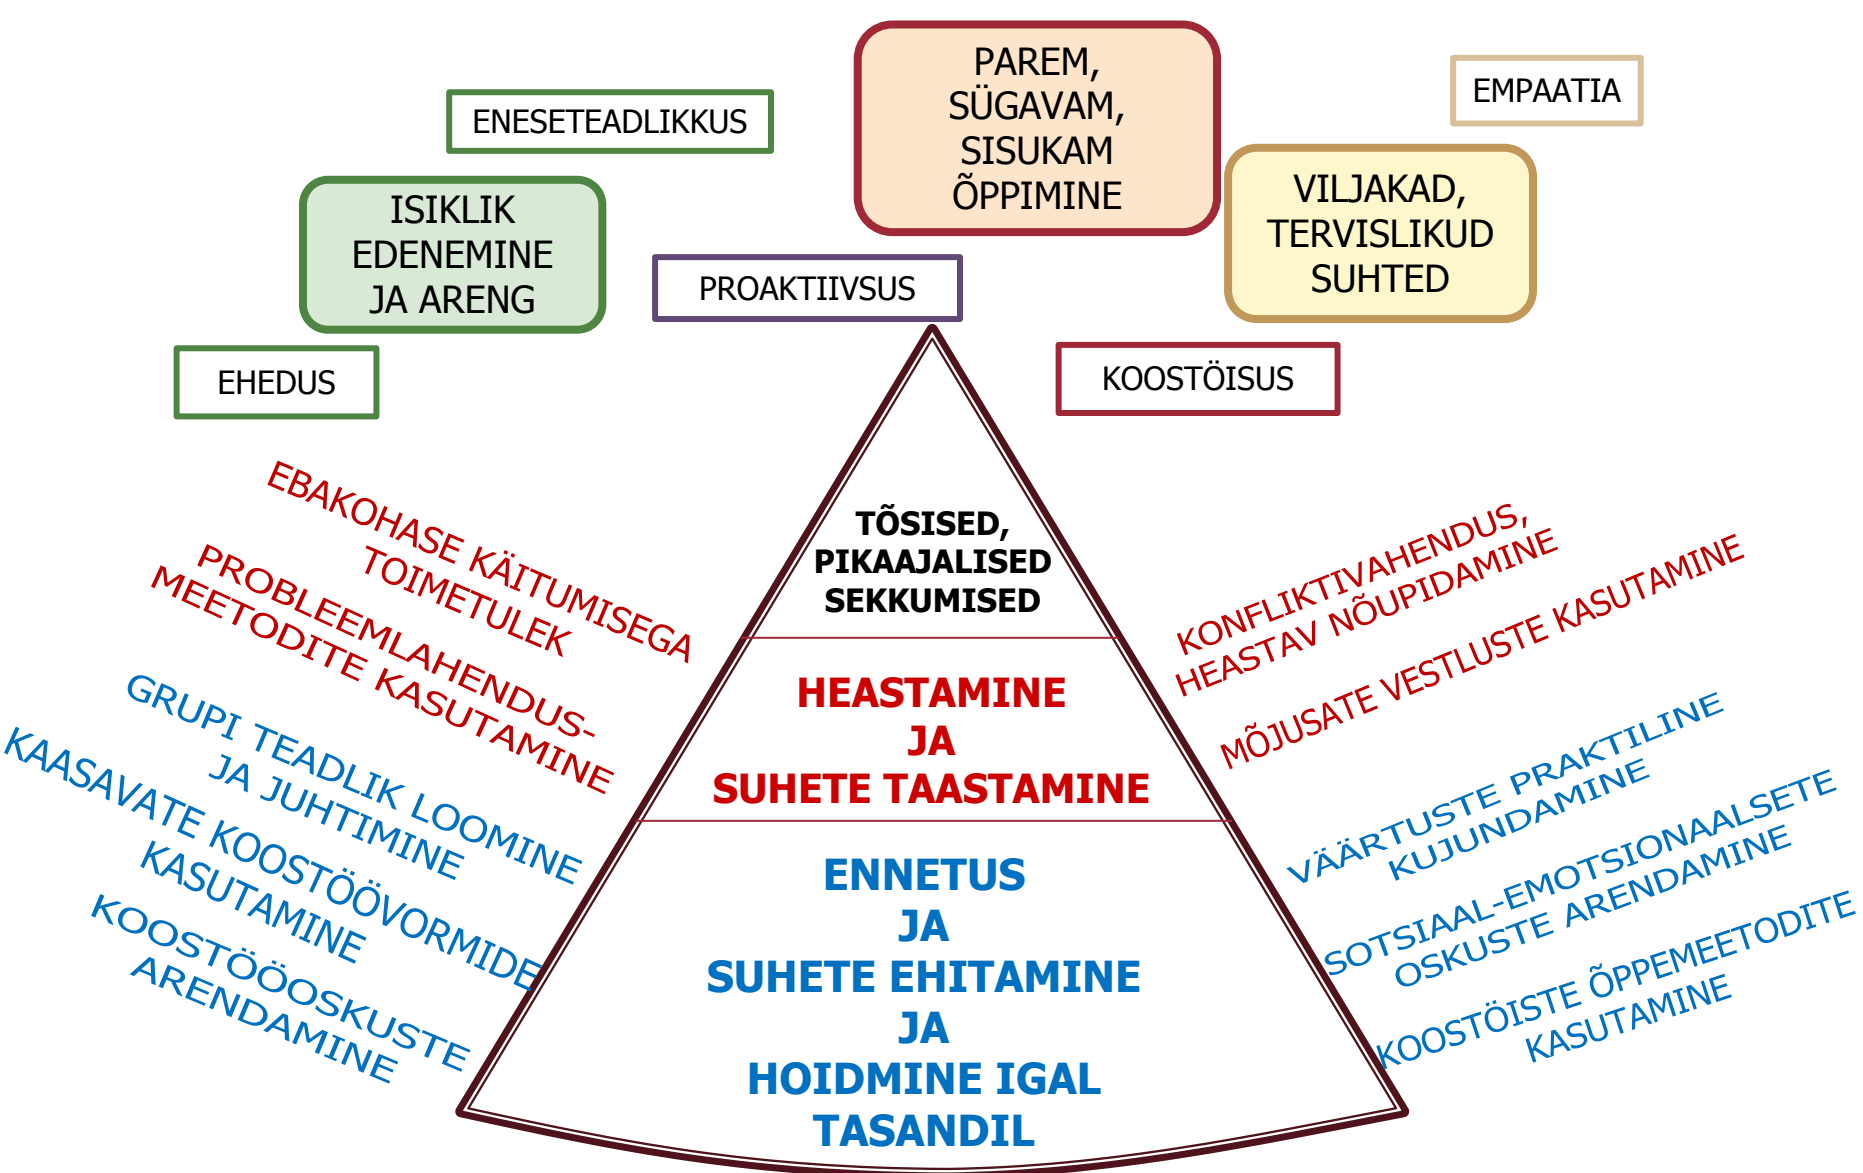 PAREM,
SÜGAVAM,
SISUKAM
ÕPPIMINE
EMPAATIA
ENESETEADLIKKUS
ISIKLIK
EDENEMINE
JA ARENG
VILJAKAD,
TERVISLIKUD
SUHTED
PROAKTIIVSUS
EHEDUS
KOOSTÖISUS
EBAKOHASE KÄITUMISEGA
TOIMETULEK
PROBLEEMLAHENDUS-
MEETODITE KASUTAMINE
GRUPI TEADLIK LOOMINE
JA JUHTIMINE
KAASAVATE KOOSTÖÖVORMIDE
KASUTAMINE
KOOSTÖÖOSKUSTE
ARENDAMINE
TÕSISED,
PIKAAJALISED
SEKKUMISED
HEASTAMINE
JA
SUHETE TAASTAMINE
ENNETUS
JA
SUHETE EHITAMINE
JA
HOIDMINE IGAL
TASANDIL
KONFLIKTIVAHENDUS,
HEASTAV NÕUPIDAMINE
MÕJUSATE VESTLUSTE KASUTAMINE
VÄÄRTUSTE PRAKTILINE
KUJUNDAMINE
SOTSIAAL-EMOTSIONAALSETE
OSKUSTE ARENDAMINE
KOOSTÖISTE ÕPPEMEETODITE
KASUTAMINE